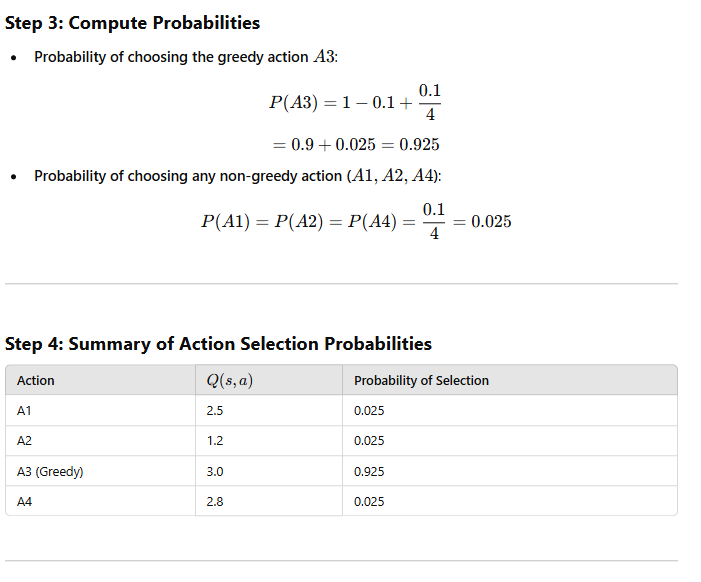 Step 3: Compute Probabilities
• Probability of choosing the greedy action A3:
P(A3) = 1 − 0.1 + 0.1/4
= 0.9 + 0.025 = 0.925
• Probability of choosing any non-greedy action (A1, A2, A4):
P(A1) = P(A2) = P(A4) = 0.1/4 = 0.025
Step 4: Summary of Action Selection Probabilities
Action Q(s, a) Probability of Selection
A1 2.5 0.025
A2 1.2 0.025
A3 (Greedy) 3.0 0.925
A4 2.8 0.025